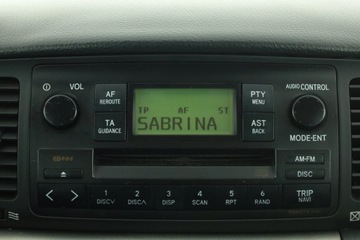 VOL
AF
REROUTE
TA
GUIDANCE
TP AF ST
SABRINA
PTY
MENU
AST
BACK
AUDIO CONTROL
MODE·ENT
AM·FM
DISC
TRIP
NAVI
1
DISC∨
2
DISC∧
3
DISP
4
SCAN
5
RPT
6
RAND